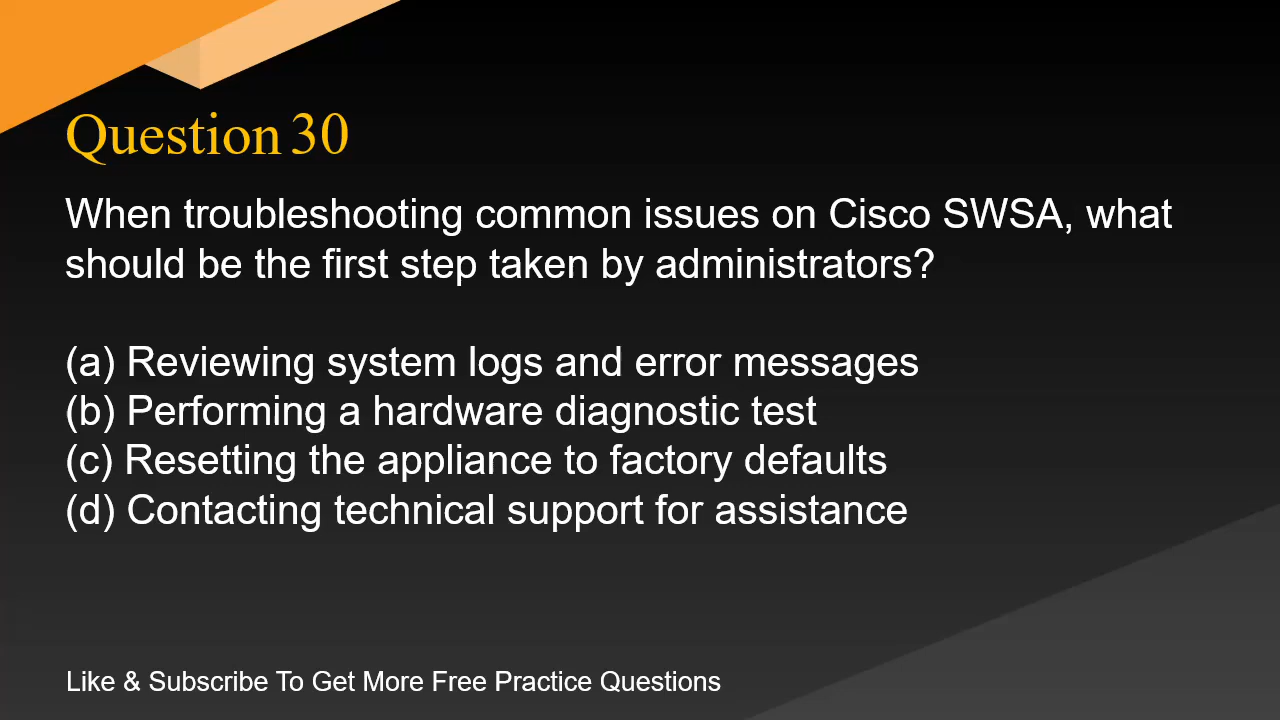 Question 30
When troubleshooting common issues on Cisco SWSA, what
should be the first step taken by administrators?
(a) Reviewing system logs and error messages
(b) Performing a hardware diagnostic test
(c) Resetting the appliance to factory defaults
(d) Contacting technical support for assistance
Like & Subscribe To Get More Free Practice Questions